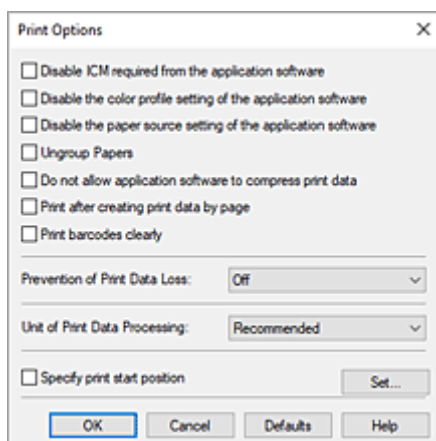 Print Options
Disable ICM required from the application software
Disable the color profile setting of the application software
Disable the paper source setting of the application software
Ungroup Papers
Do not allow application software to compress print data
Print after creating print data by page
Print barcodes clearly
Prevention of Print Data Loss: Off
Unit of Print Data Processing: Recommended
Specify print start position Set...
OK Cancel Defaults Help